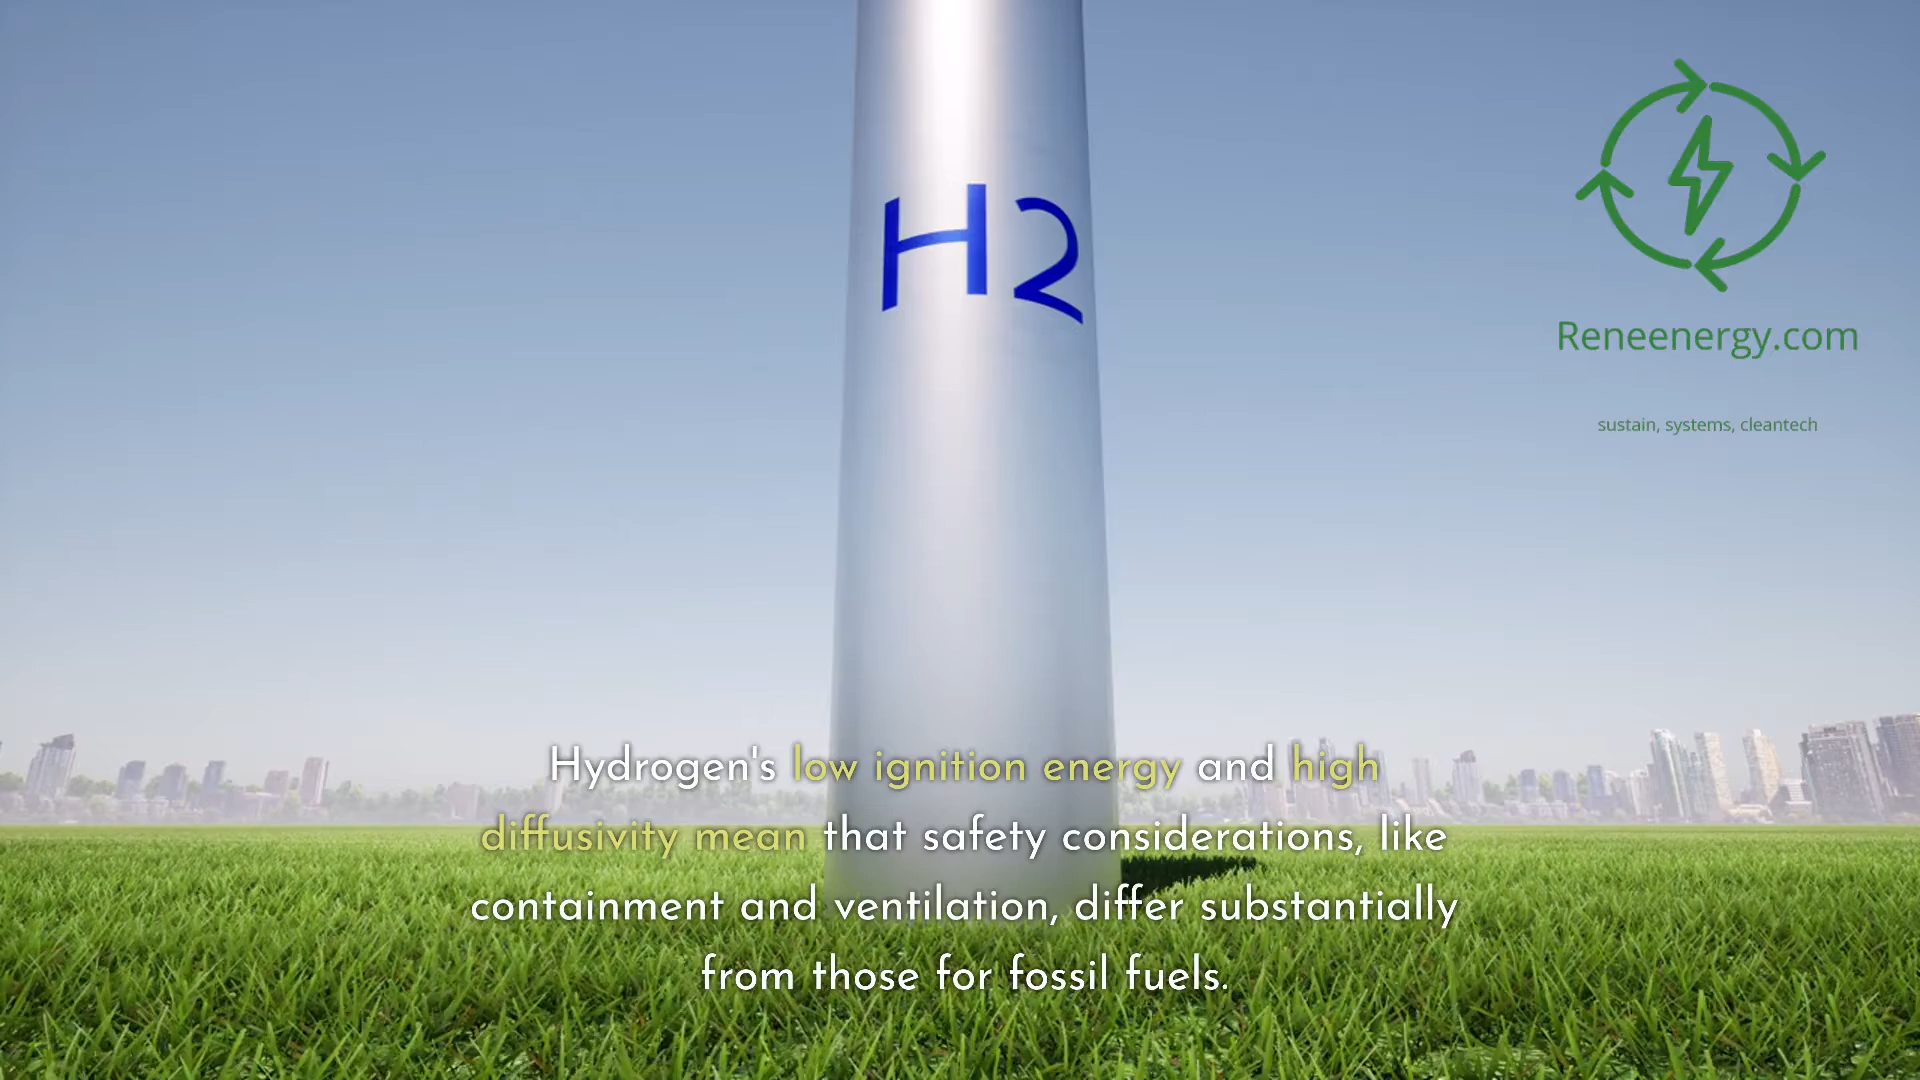 H2
Reneenergy.com
sustain, systems, cleantech
Hydrogen's low ignition energy and high
diffusivity mean that safety considerations, like
containment and ventilation, differ substantially
from those for fossil fuels.